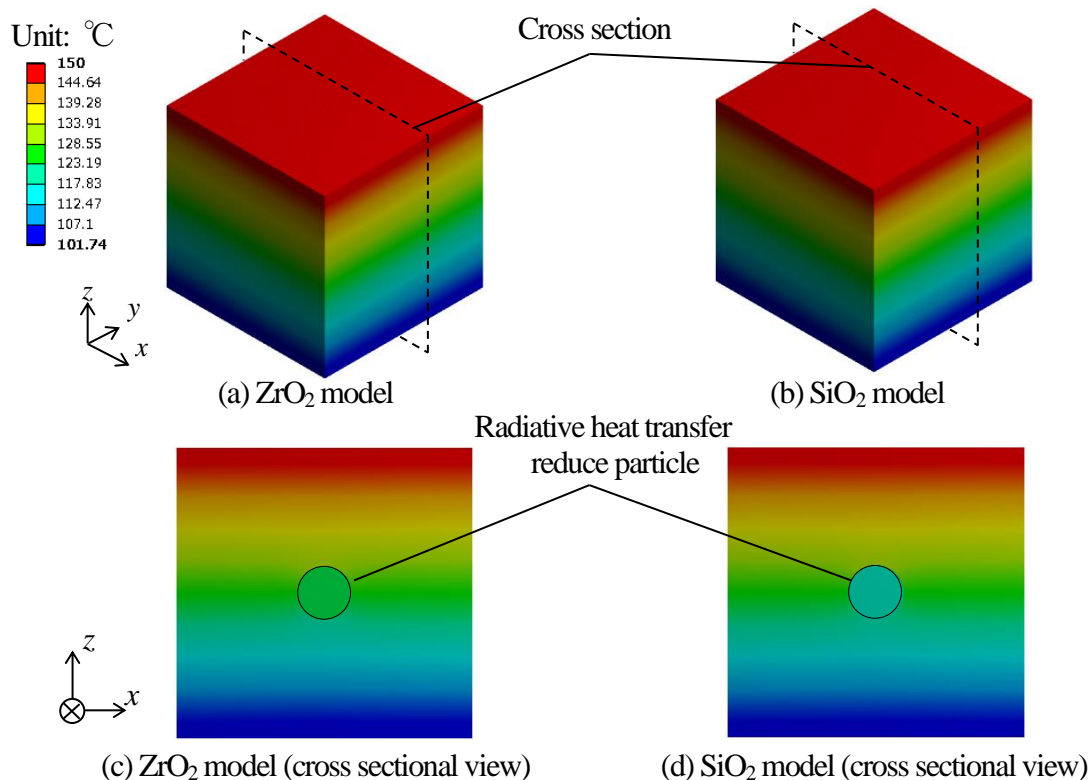 Unit: ℃
150
144.64
139.28
133.91
128.55
123.19
117.83
112.47
107.1
101.74
Cross section
z
y
x
(a) ZrO₂ model
(b) SiO₂ model
Radiative heat transfer
reduce particle
z
x
(c) ZrO₂ model (cross sectional view)
(d) SiO₂ model (cross sectional view)